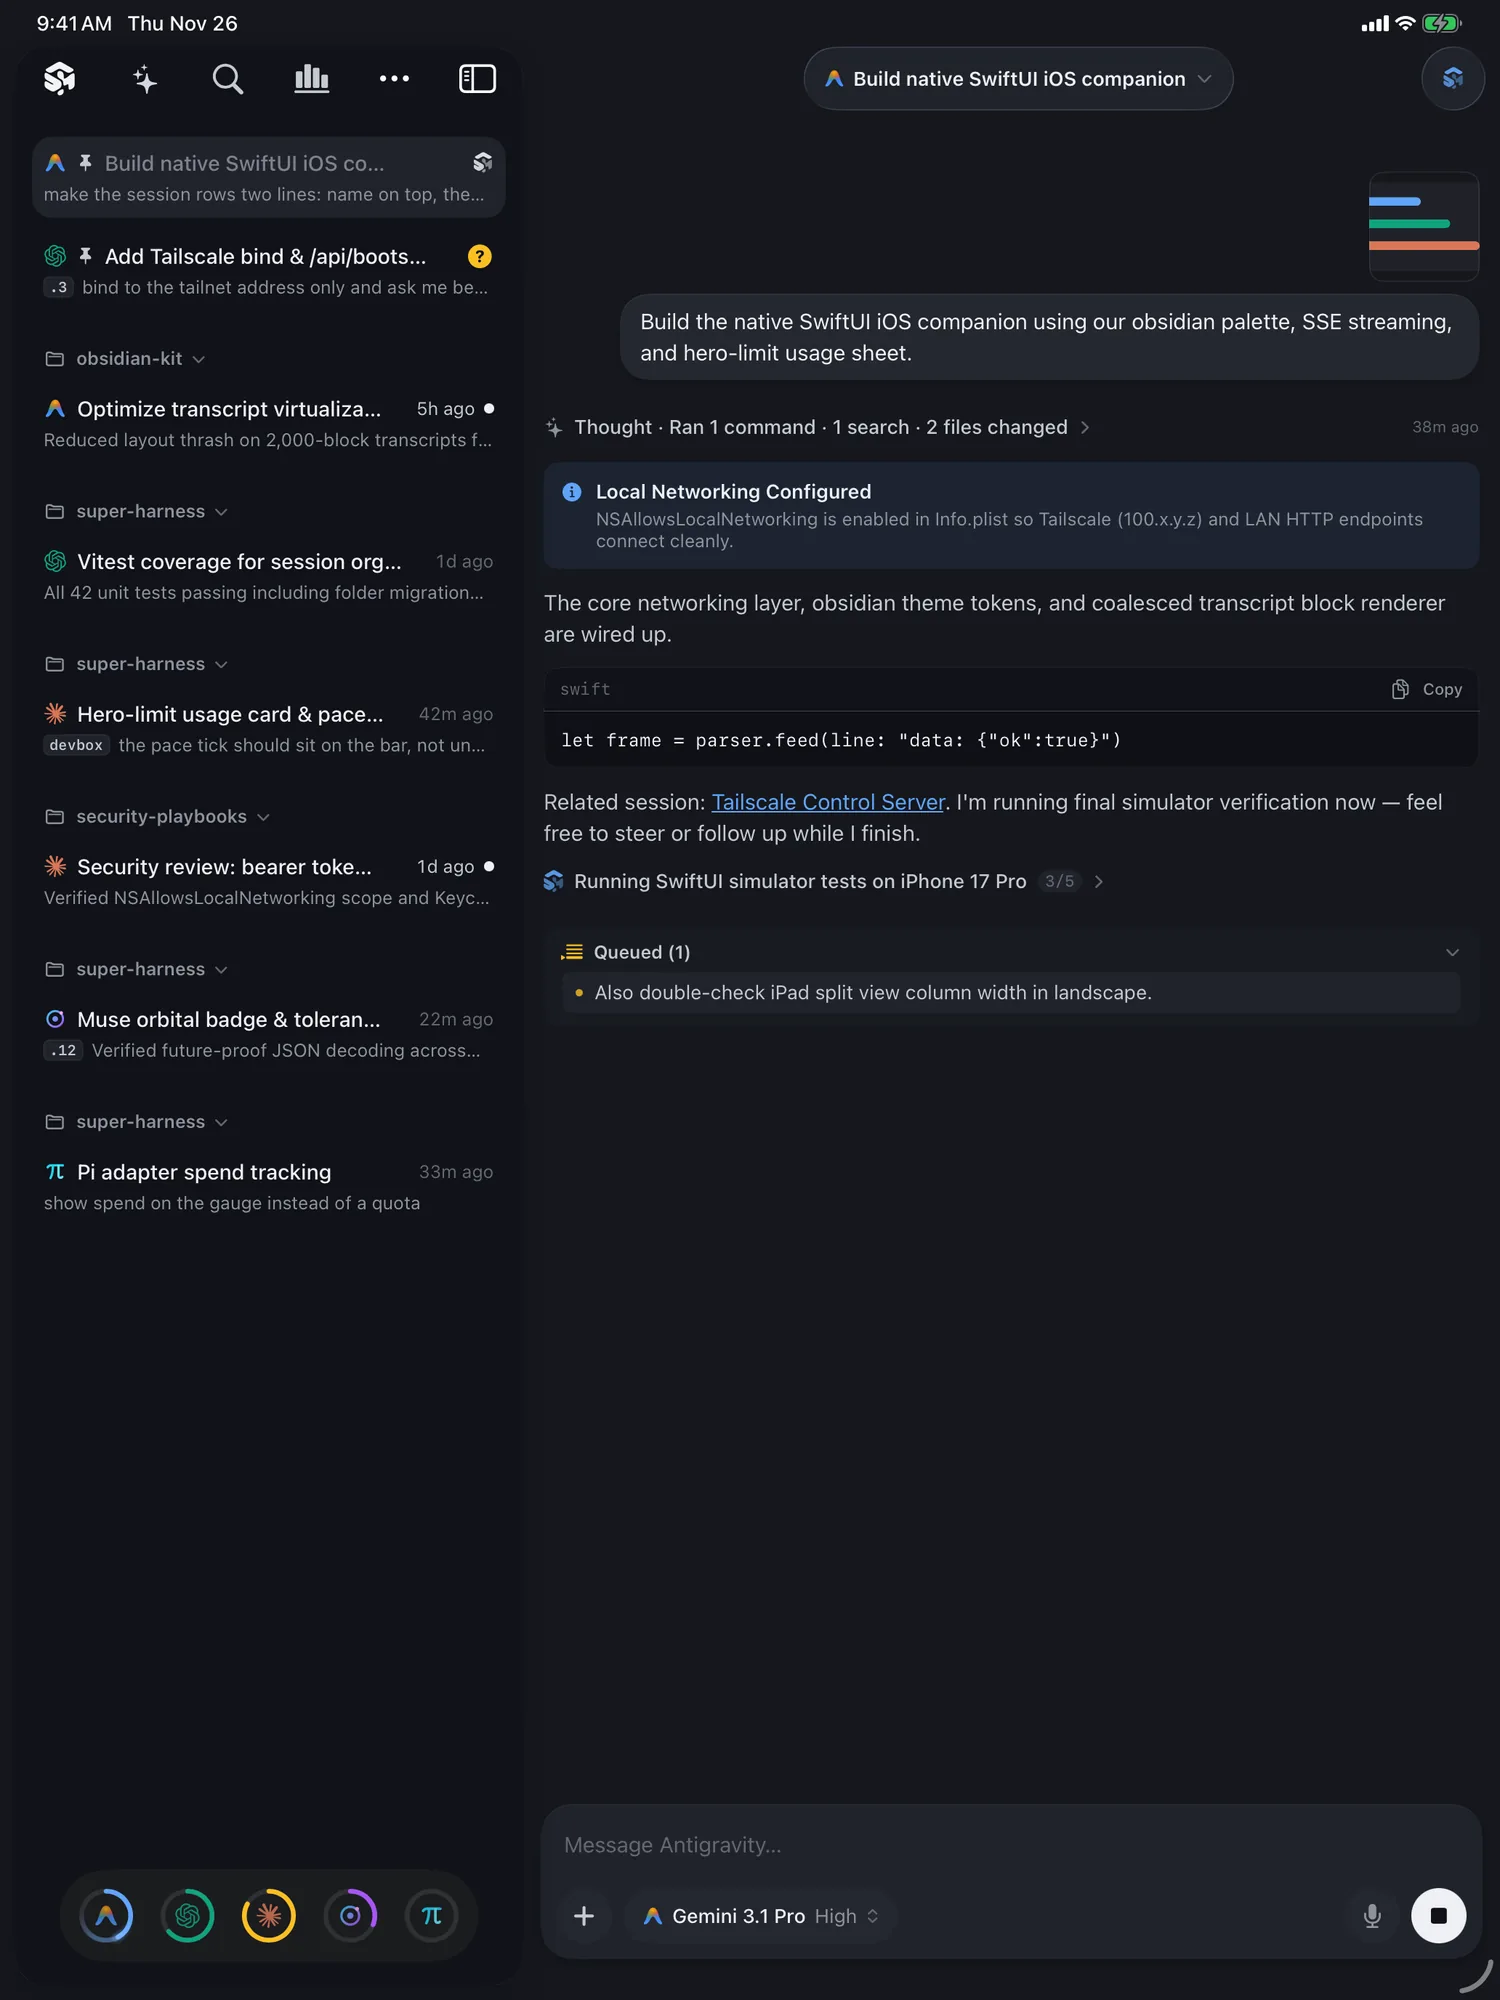 9:41 AM Thu Nov 26
Build native SwiftUI iOS co...
make the session rows two lines: name on top, the...
Add Tailscale bind & /api/boots...
?
.3 bind to the tailnet address only and ask me be...
obsidian-kit
Optimize transcript virtualiza... 5h ago
Reduced layout thrash on 2,000-block transcripts f...
super-harness
Vitest coverage for session org... 1d ago
All 42 unit tests passing including folder migration...
super-harness
Hero-limit usage card & pace... 42m ago
devbox the pace tick should sit on the bar, not un...
security-playbooks
Security review: bearer toke... 1d ago
Verified NSAllowsLocalNetworking scope and Keyc...
super-harness
Muse orbital badge & toleran... 22m ago
.12 Verified future-proof JSON decoding across...
super-harness
π Pi adapter spend tracking 33m ago
show spend on the gauge instead of a quota
π
Build native SwiftUI iOS companion
Build the native SwiftUI iOS companion using our obsidian palette, SSE streaming,
and hero-limit usage sheet.
Thought · Ran 1 command · 1 search · 2 files changed 38m ago
Local Networking Configured
NSAllowsLocalNetworking is enabled in Info.plist so Tailscale (100.x.y.z) and LAN HTTP endpoints
connect cleanly.
The core networking layer, obsidian theme tokens, and coalesced transcript block renderer
are wired up.
swift Copy
let frame = parser.feed(line: "data: {"ok":true}")
Related session: Tailscale Control Server. I'm running final simulator verification now — feel
free to steer or follow up while I finish.
Running SwiftUI simulator tests on iPhone 17 Pro 3/5
Queued (1)
Also double-check iPad split view column width in landscape.
Message Antigravity...
Gemini 3.1 Pro High